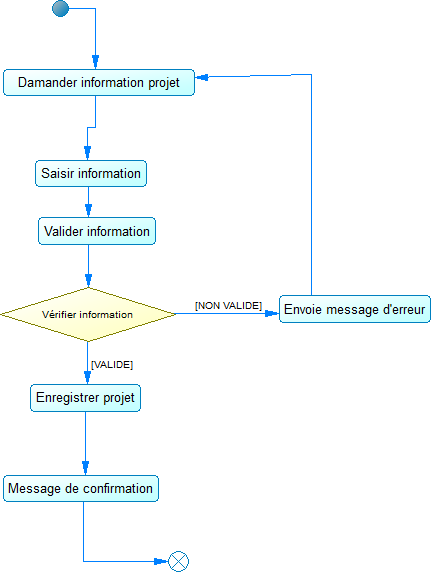 Damander information projet
Saisir information
Valider information
Vérifier information
[NON VALIDE]
Envoie message d'erreur
[VALIDE]
Enregistrer projet
Message de confirmation